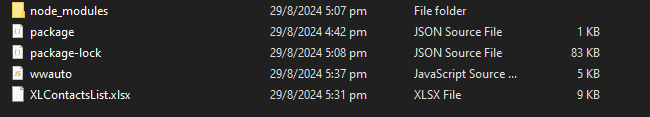 node_modules 29/8/2024 5:07 pm File folder
package 29/8/2024 4:42 pm JSON Source File 1 KB
package-lock 29/8/2024 5:08 pm JSON Source File 83 KB
wwauto 29/8/2024 5:37 pm JavaScript Source ... 5 KB
XLContactsList.xlsx 29/8/2024 5:31 pm XLSX File 9 KB